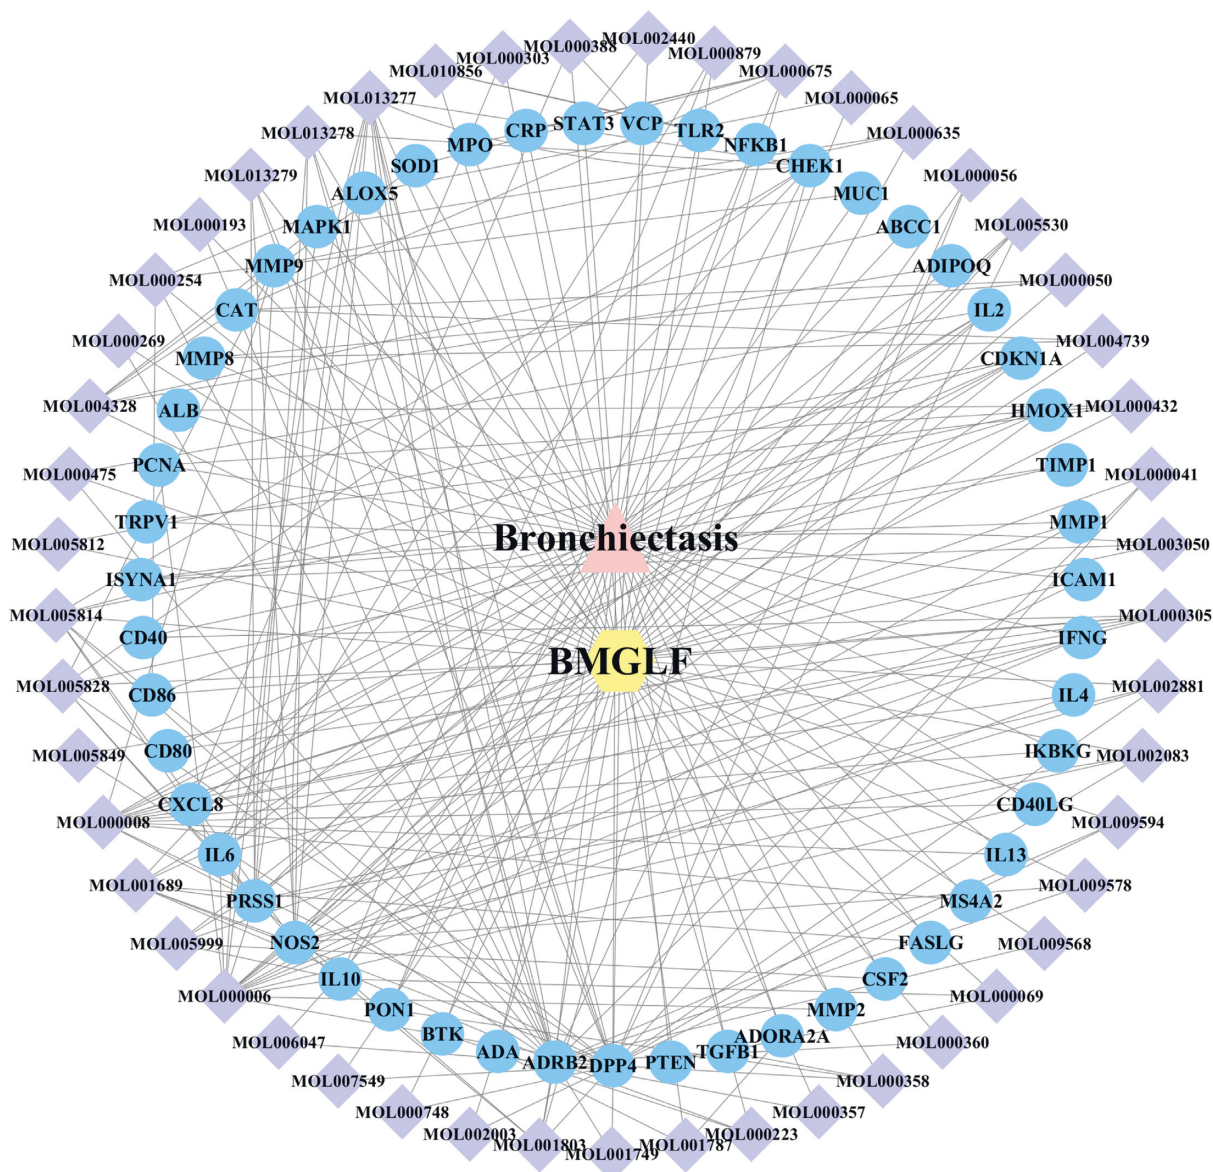 MOL002440
MOL000388
MOL000303
MOL000879
MOL010856
MOL000675
MOL013277
MOL000065
MOL013278
MOL000635
MOL013279
MOL000056
MOL000193
MOL005530
MOL000254
MOL000050
MOL000269
MOL004739
MOL004328
MOL000432
MOL000475
MOL000041
MOL005812
MOL003050
MOL005814
MOL000305
MOL005828
MOL002881
MOL005849
MOL002083
MOL000008
MOL009594
MOL001689
MOL009578
MOL005999
MOL009568
MOL000006
MOL000069
MOL006047
MOL000360
MOL007549
MOL000358
MOL000748
MOL000357
MOL002003
MOL000223
MOL001803
MOL001787
MOL001749
STAT3
VCP
CRP
TLR2
MPO
NFKB1
SOD1
CHEK1
ALOX5
MUC1
MAPK1
ABCC1
MMP9
ADIPOQ
CAT
IL2
MMP8
CDKN1A
ALB
HMOX1
PCNA
TIMP1
TRPV1
MMP1
ISYNA1
ICAM1
CD40
IFNG
CD86
IL4
CD80
IKBKG
CXCL8
CD40LG
IL6
IL13
PRSS1
MS4A2
NOS2
FASLG
IL10
CSF2
PON1
MMP2
BTK
ADORA2A
ADA
TGFB1
ADRB2
DPP4
PTEN
Bronchiectasis
BMGLF